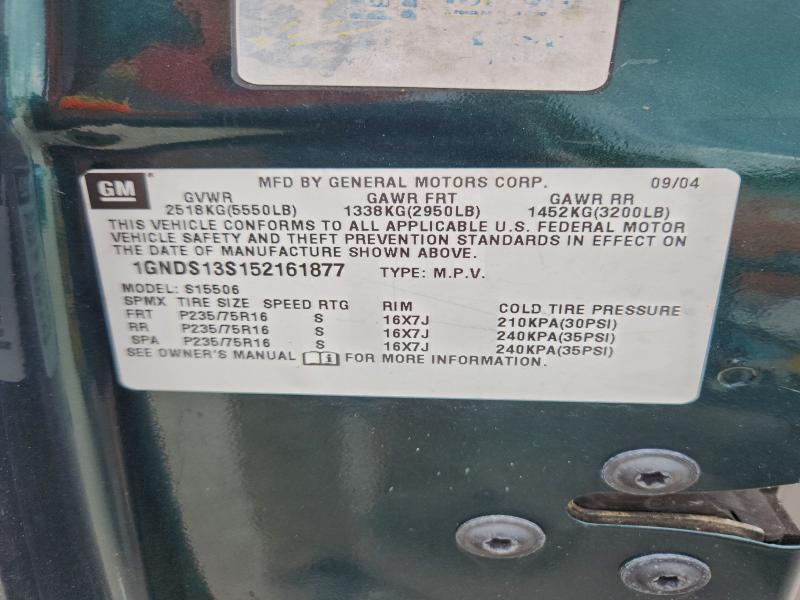 GM MFD BY GENERAL MOTORS CORP. 09/04
GVWR GAWR FRT GAWR RR
2518KG(5550LB) 1338KG(2950LB) 1452KG(3200LB)
THIS VEHICLE CONFORMS TO ALL APPLICABLE U.S. FEDERAL MOTOR
VEHICLE SAFETY AND THEFT PREVENTION STANDARDS IN EFFECT ON
THE DATE OF MANUFACTURE SHOWN ABOVE.
1GNDS13S152161877 TYPE: M.P.V.
MODEL: S15506
SPMX TIRE SIZE SPEED RTG RIM COLD TIRE PRESSURE
FRT P235/75R16 S 16X7J 210KPA(30PSI)
RR P235/75R16 S 16X7J 240KPA(35PSI)
SPA P235/75R16 S 16X7J 240KPA(35PSI)
SEE OWNER'S MANUAL FOR MORE INFORMATION.